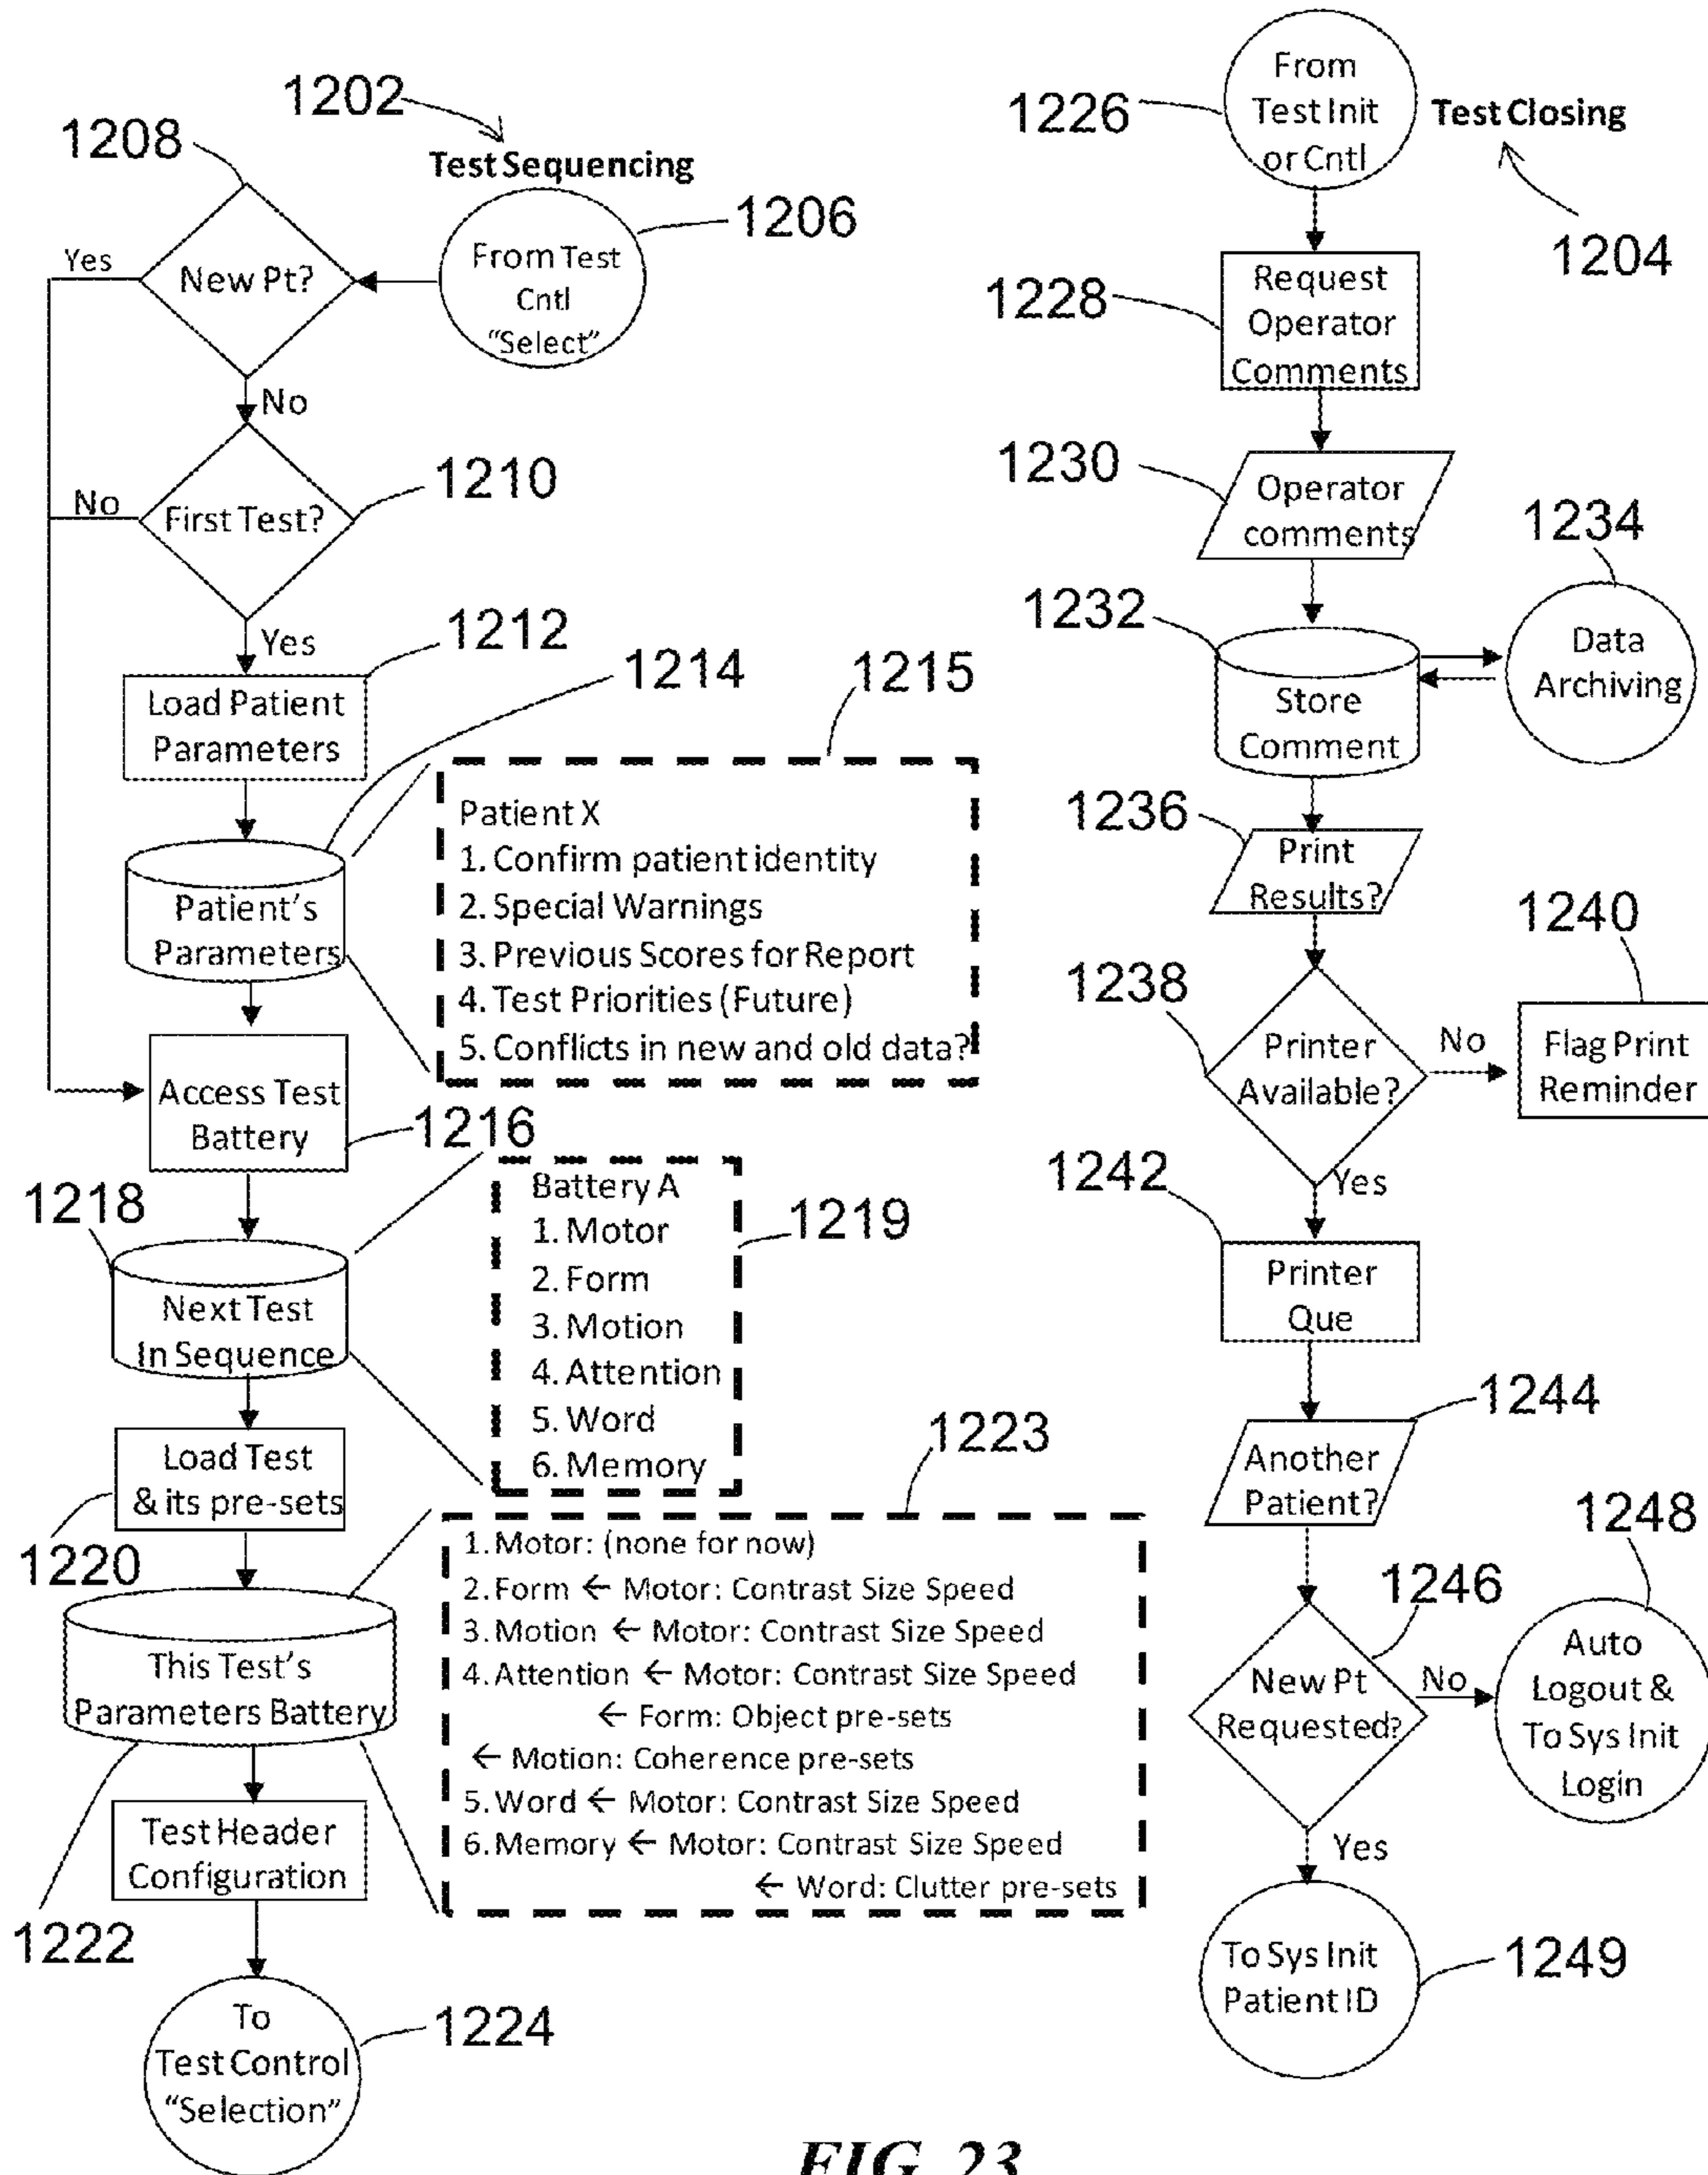 1202
Test Sequencing
1208
1206
From Test
Cntl
"Select"
New Pt?
Yes
No
First Test?
1210
No
Yes
1212
Load Patient
Parameters
1214
1215
Patient's
Parameters
Patient X
1. Confirm patient identity
2. Special Warnings
3. Previous Scores for Report
4. Test Priorities (Future)
5. Conflicts in new and old data?
Access Test
Battery
1216
1218
Next Test
In Sequence
Battery A
1. Motor
2. Form
3. Motion
4. Attention
5. Word
6. Memory
1219
Load Test
& its pre-sets
1220
1223
This Test's
Parameters Battery
1. Motor: (none for now)
2. Form ← Motor: Contrast Size Speed
3. Motion ← Motor: Contrast Size Speed
4. Attention ← Motor: Contrast Size Speed
← Form: Object pre-sets
← Motion: Coherence pre-sets
5. Word ← Motor: Contrast Size Speed
6. Memory ← Motor: Contrast Size Speed
← Word: Clutter pre-sets
Test Header
Configuration
1222
To
Test Control
"Selection"
1224
From
Test Init
or Cntl
1226
Test Closing
1204
Request
Operator
Comments
1228
1230
Operator
comments
1234
Data
Archiving
1232
Store
Comment
1236
Print
Results?
1240
1238
Printer
Available?
No
Flag Print
Reminder
Yes
1242
Printer
Que
1244
Another
Patient?
1248
1246
New Pt
Requested?
No
Auto
Logout &
To Sys Init
Login
Yes
To Sys Init
Patient ID
1249
FIG. 23